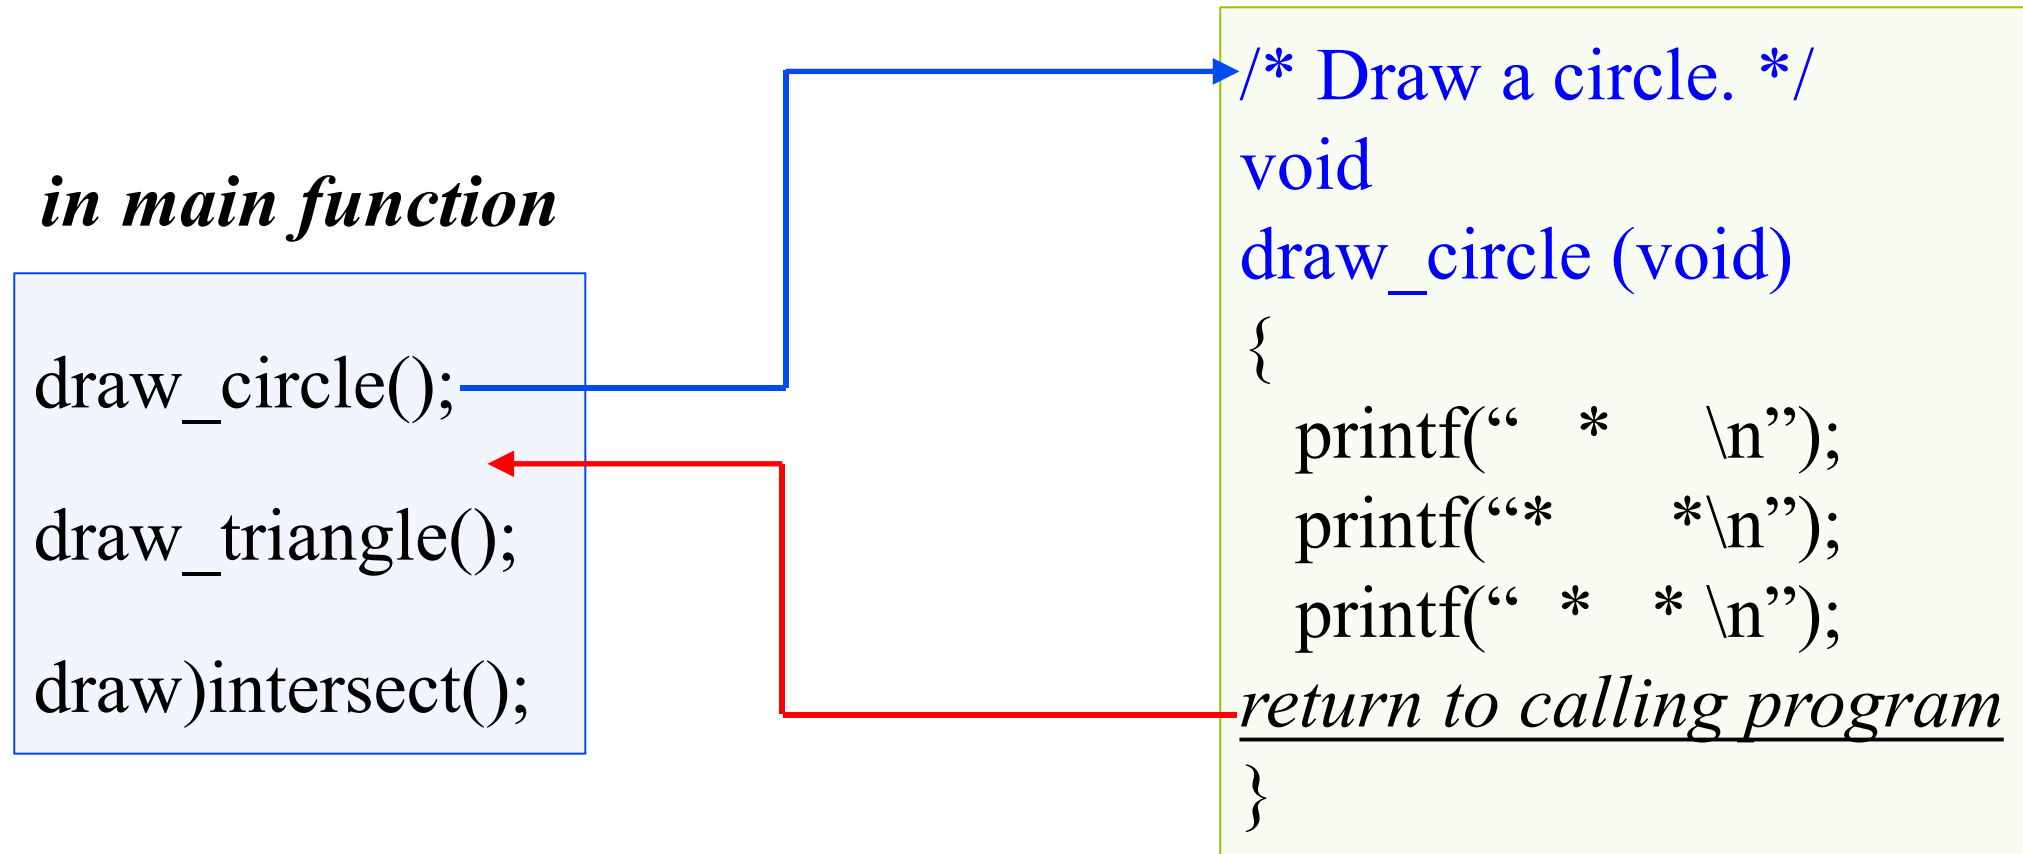 in main function
draw_circle();
draw_triangle();
draw)intersect();
/* Draw a circle. */
void
draw_circle (void)
{
printf(“   *     \n”);
printf(“*      *\n”);
printf(“  *   * \n”);
return to calling program
}